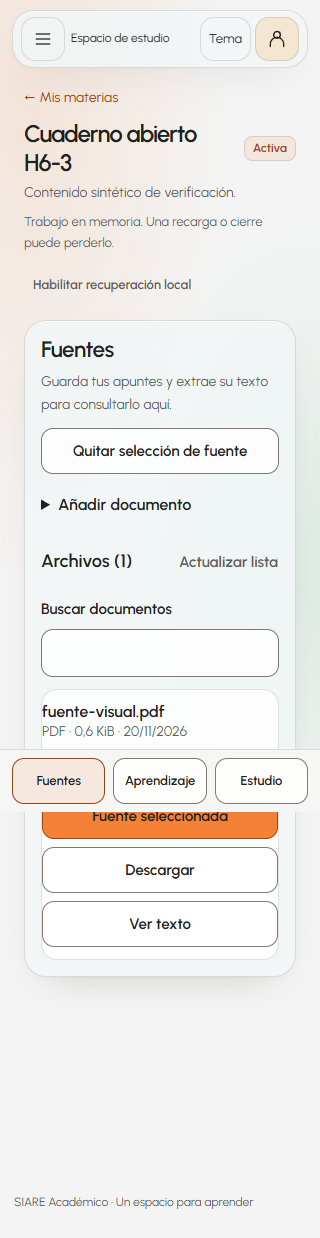 Espacio de estudio
Tema
← Mis materias
Cuaderno abierto
H6-3
Activa
Contenido sintético de verificación.
Trabajo en memoria. Una recarga o cierre
puede perderlo.
Habilitar recuperación local
Fuentes
Guarda tus apuntes y extrae su texto
para consultarlo aquí.
Quitar selección de fuente
Añadir documento
Archivos (1)
Actualizar lista
Buscar documentos
fuente-visual.pdf
PDF · 0,6 KiB · 20/11/2026
Fuentes
Aprendizaje
Estudio
Fuente seleccionada
Descargar
Ver texto
SIARE Académico · Un espacio para aprender